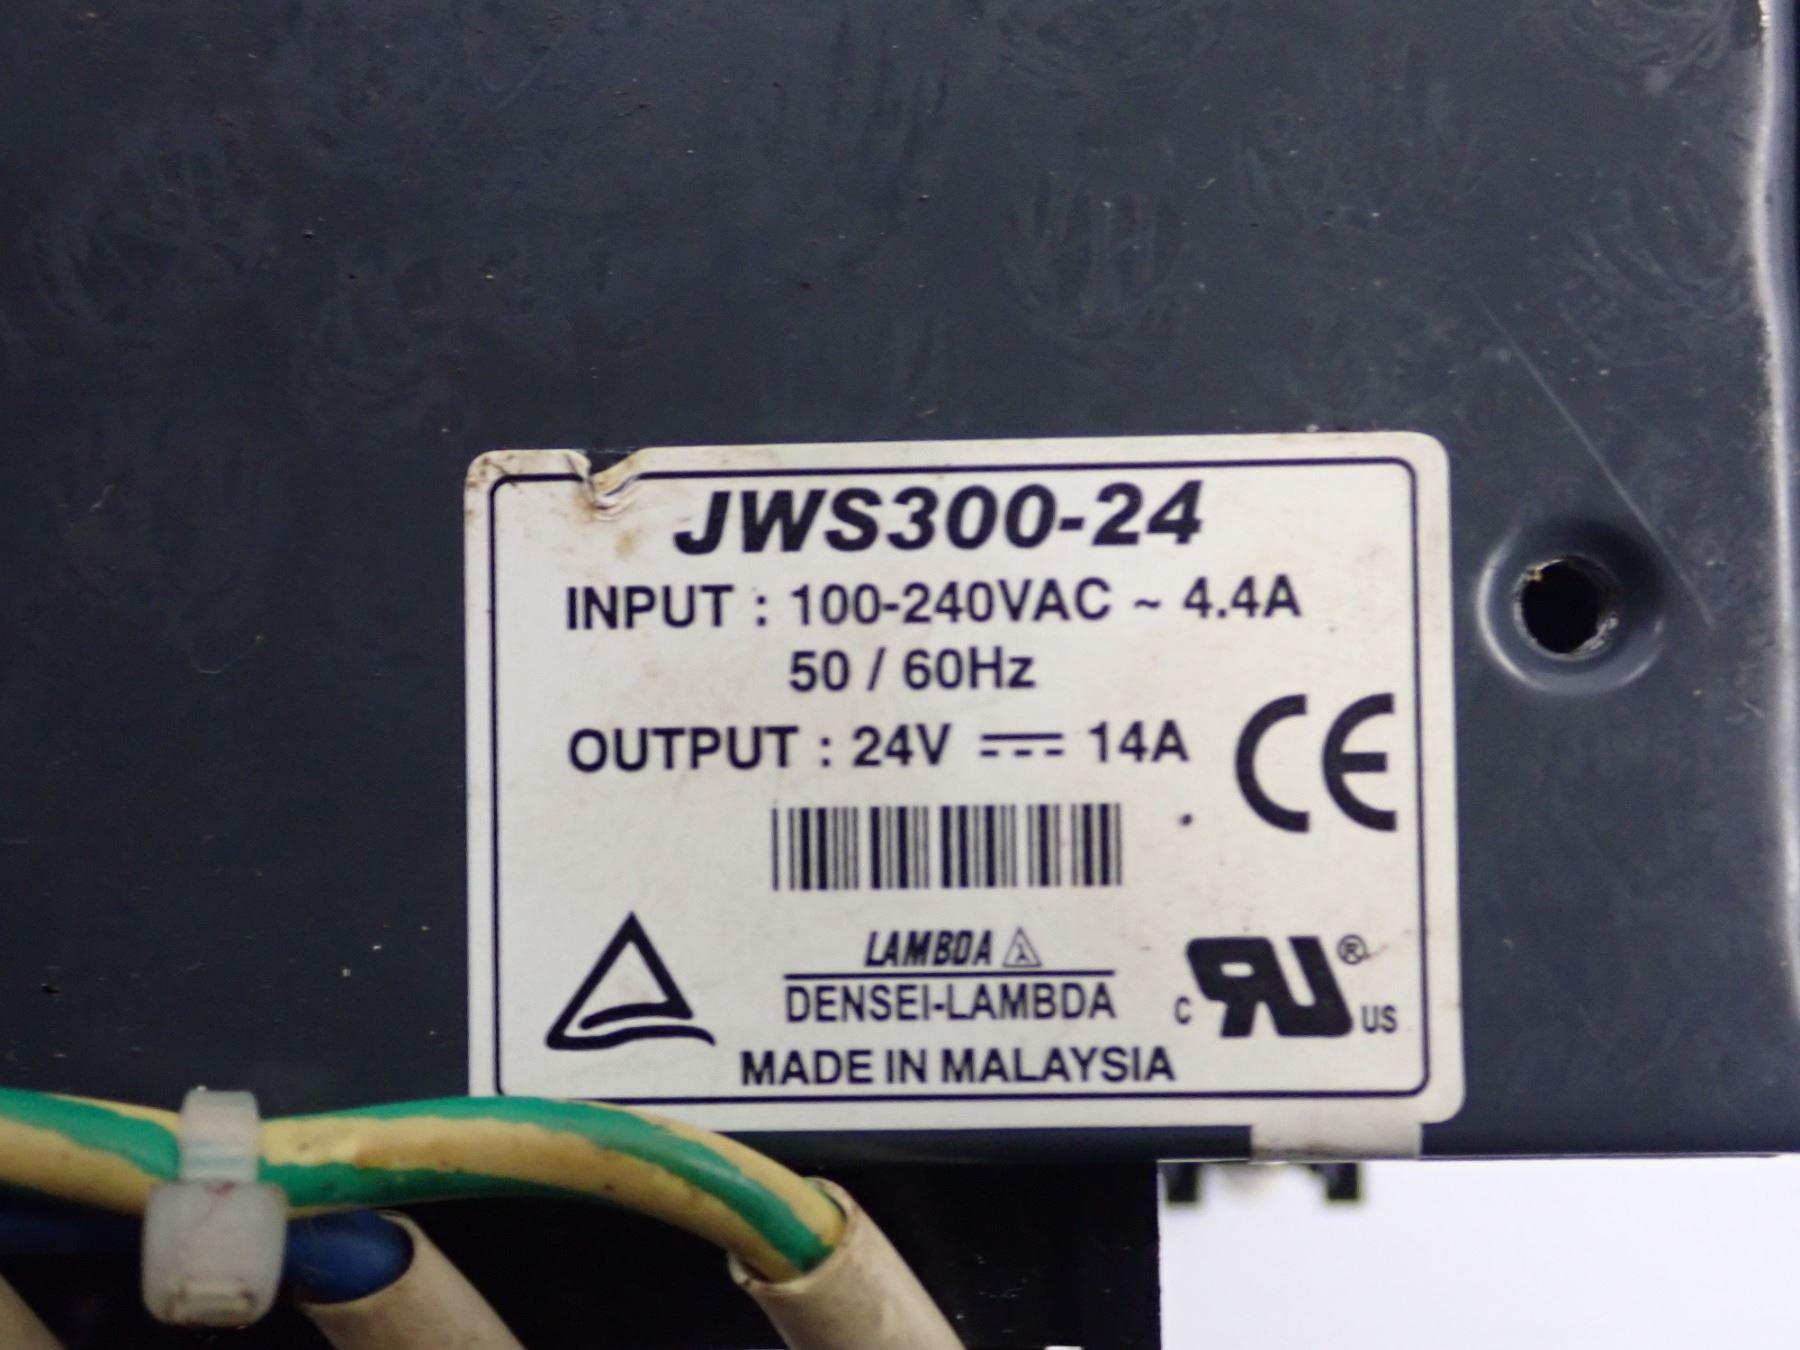 JWS300-24
INPUT : 100-240VAC ~ 4.4A
50 / 60Hz
OUTPUT : 24V ⎓ 14A
CE
LAMBDA
DENSEI-LAMBDA
C RU ® US
MADE IN MALAYSIA